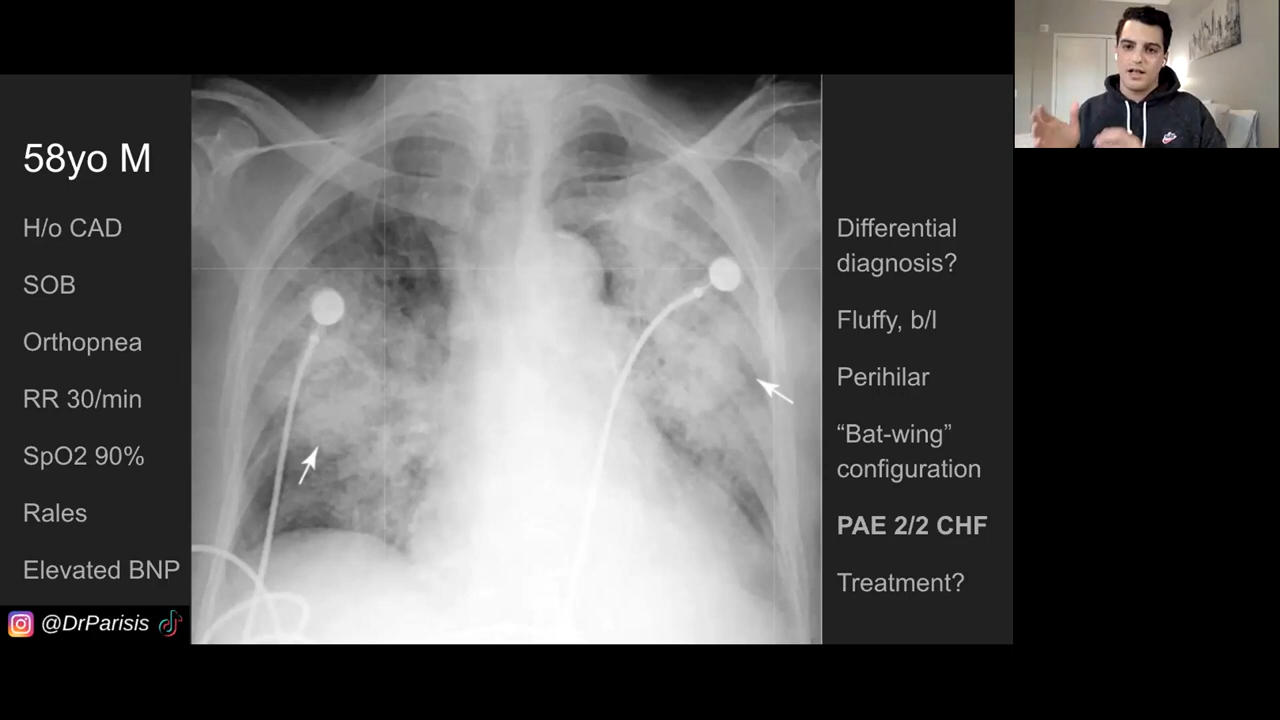 58yo M
H/o CAD
SOB
Orthopnea
RR 30/min
SpO2 90%
Rales
Elevated BNP
@DrParisis
Differential
diagnosis?
Fluffy, b/l
Perihilar
“Bat-wing”
configuration
PAE 2/2 CHF
Treatment?